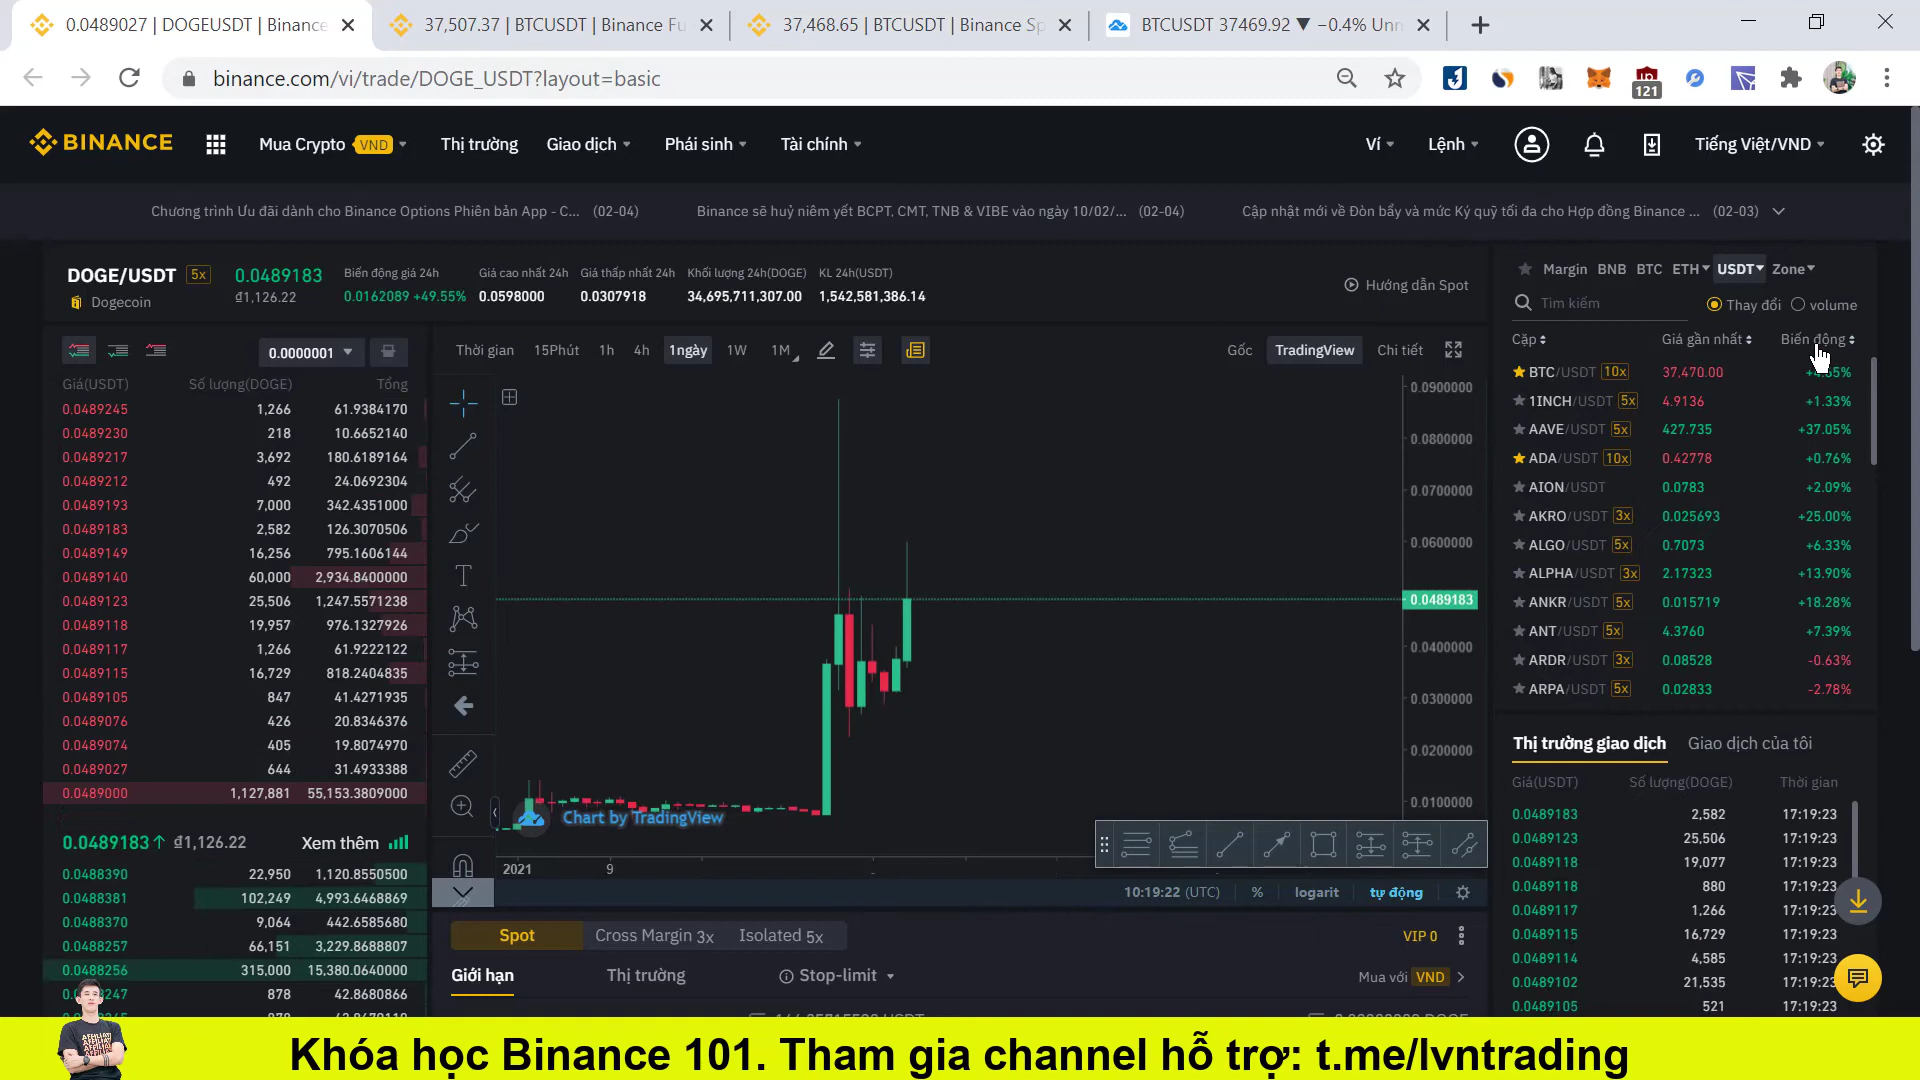 0.0489027 | DOGEUSDT | Binance
37,507.37 | BTCUSDT | Binance Fu
37,468.65 | BTCUSDT | Binance Sp
BTCUSDT 37469.92 ▼ −0.4% Unn
binance.com/vi/trade/DOGE_USDT?layout=basic
121
BINANCE
Mua Crypto VND
Thị trường
Giao dịch
Phái sinh
Tài chính
Ví
Lệnh
Tiếng Việt/VND
Chương trình Ưu đãi dành cho Binance Options Phiên bản App - C... (02-04)
Binance sẽ huỷ niêm yết BCPT, CMT, TNB & VIBE vào ngày 10/02/... (02-04)
Cập nhật mới về Đòn bẩy và mức Ký quỹ tối đa cho Hợp đồng Binance ... (02-03)
DOGE/USDT 5x
Dogecoin
0.0489183
₫1,126.22
Biến động giá 24h
0.0162089 +49.55%
Giá cao nhất 24h
0.0598000
Giá thấp nhất 24h
0.0307918
Khối lượng 24h(DOGE)
34,695,711,307.00
KL 24h(USDT)
1,542,581,386.14
Hướng dẫn Spot
0.0000001
Giá(USDT) Số lượng(DOGE) Tổng
0.0489245 1,266 61.9384170
0.0489230 218 10.6652140
0.0489217 3,692 180.6189164
0.0489212 492 24.0692304
0.0489193 7,000 342.4351000
0.0489183 2,582 126.3070506
0.0489149 16,256 795.1606144
0.0489140 60,000 2,934.8400000
0.0489123 25,506 1,247.5571238
0.0489118 19,957 976.1327926
0.0489117 1,266 61.9222122
0.0489115 16,729 818.2404835
0.0489105 847 41.4271935
0.0489076 426 20.8346376
0.0489074 405 19.8074970
0.0489027 644 31.4933388
0.0489000 1,127,881 55,153.3809000
0.0489183↑ ₫1,126.22 Xem thêm
0.0488390 22,950 1,120.8550500
0.0488381 102,249 4,993.6468869
0.0488370 9,064 442.6585680
0.0488257 66,151 3,229.8688807
0.0488256 315,000 15,380.0640000
247 878 42.8680866
Thời gian 15Phút 1h 4h 1ngày 1W 1M
Gốc TradingView Chi tiết
0.0900000
0.0800000
0.0700000
0.0600000
0.0489183
0.0400000
0.0300000
0.0200000
0.0100000
Chart by TradingView
2021 9
10:19:22 (UTC) % logarit tự động
Spot Cross Margin 3x Isolated 5x
VIP 0
Giới hạn Thị trường Stop-limit
Mua với VND
Margin BNB BTC ETH USDT Zone
Tìm kiếm
Thay đổi volume
Cặp Giá gần nhất Biến động
BTC/USDT 10x 37,470.00
1INCH/USDT 5x 4.9136 +1.33%
AAVE/USDT 5x 427.735 +37.05%
ADA/USDT 10x 0.42778 +0.76%
AION/USDT 0.0783 +2.09%
AKRO/USDT 3x 0.025693 +25.00%
ALGO/USDT 5x 0.7073 +6.33%
ALPHA/USDT 3x 2.17323 +13.90%
ANKR/USDT 5x 0.015719 +18.28%
ANT/USDT 5x 4.3760 +7.39%
ARDR/USDT 3x 0.08528 -0.63%
ARPA/USDT 5x 0.02833 -2.78%
Thị trường giao dịch Giao dịch của tôi
Giá(USDT) Số lượng(DOGE) Thời gian
0.0489183 2,582 17:19:23
0.0489123 25,506 17:19:23
0.0489118 19,077 17:19:23
0.0489118 880 17:19:23
0.0489117 1,266 17:19:23
0.0489115 16,729 17:19:23
0.0489114 4,585 17:19:23
0.0489102 21,535 17:19:23
0.0489105 521 17:19:23
AFFILIATE
Khóa học Binance 101. Tham gia channel hỗ trợ: t.me/lvntrading